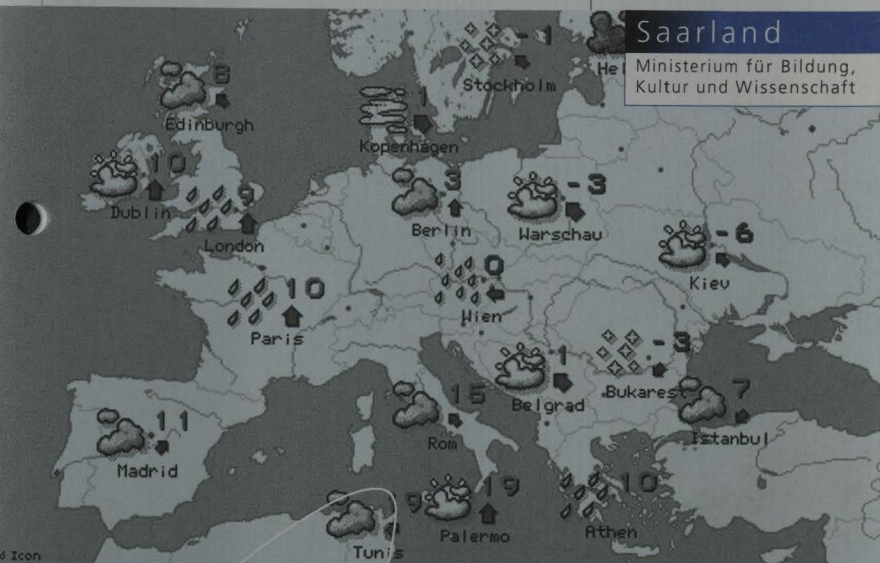 Saarland
Ministerium für Bildung,
Kultur und Wissenschaft
-1
Stockholm
Hel
8
Edinburgh
1
Kopenhagen
10
Dublin
9
London
3
Berlin
-3
Warschau
-6
Kiev
0
Wien
10
Paris
1
Belgrad
-3
Bukarest
7
Istanbul
15
Rom
11
Madrid
19
Tunis
19
Palermo
10
Athen
Icon